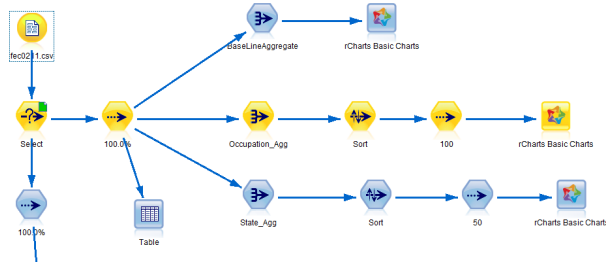 fec0211.csv
BaseLineAggregate
rCharts Basic Charts
Select
100.0%
Occupation_Agg
Sort
100
rCharts Basic Charts
100.0%
Table
State_Agg
Sort
50
rCharts Basic Charts